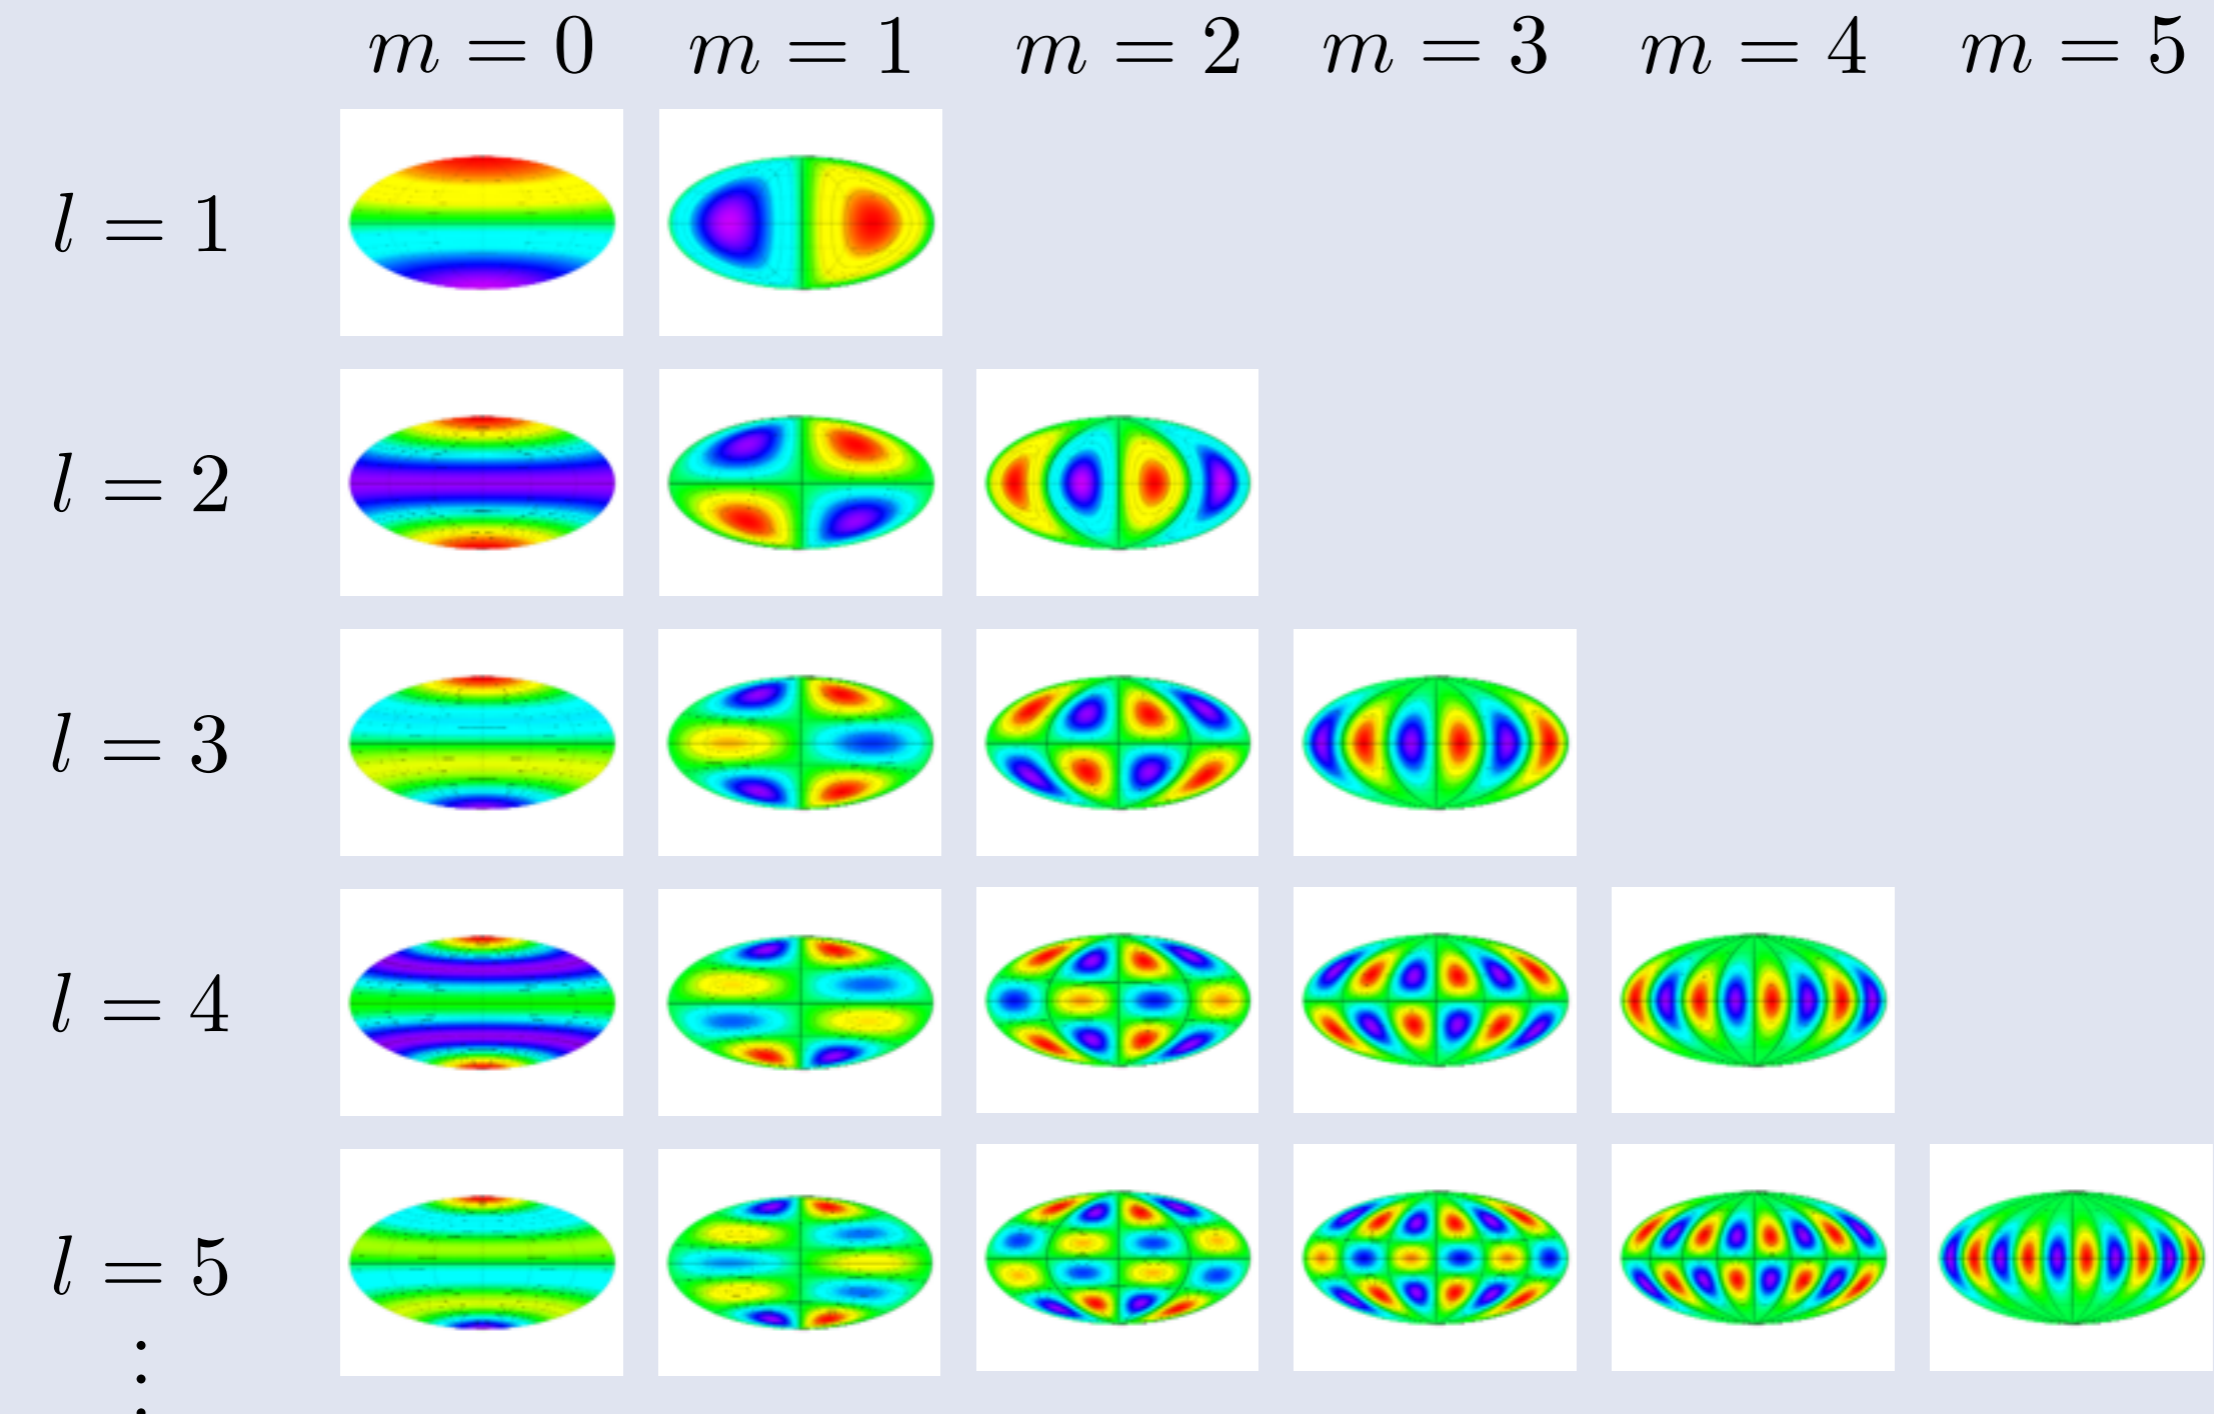 m = 0 m = 1 m = 2 m = 3 m = 4 m = 5
l = 1
l = 2
l = 3
l = 4
l = 5
⋮